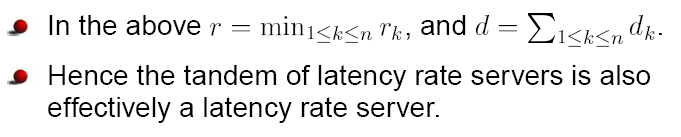 In the above r = min_{1≤k≤n} r_k, and d = ∑_{1≤k≤n} d_k.
Hence the tandem of latency rate servers is also
effectively a latency rate server.